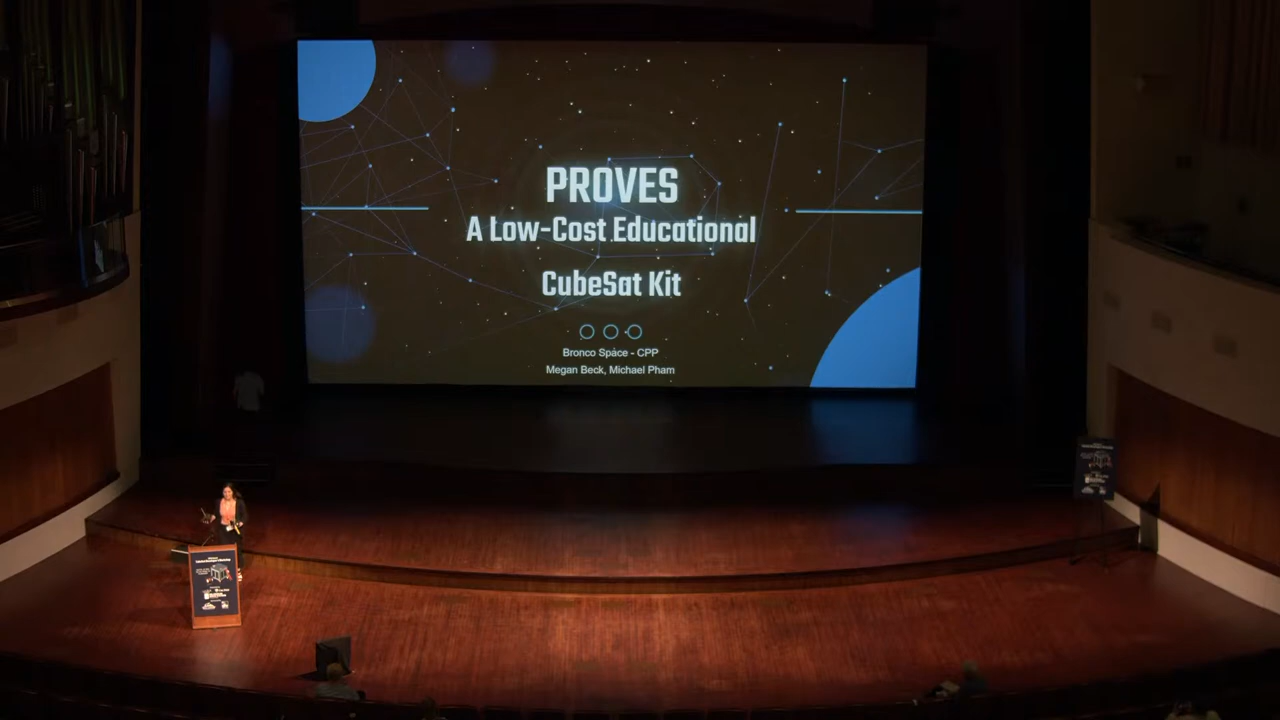 PROVES
A Low-Cost Educational
CubeSat Kit
Bronco Space - CPP
Megan Beck, Michael Pham